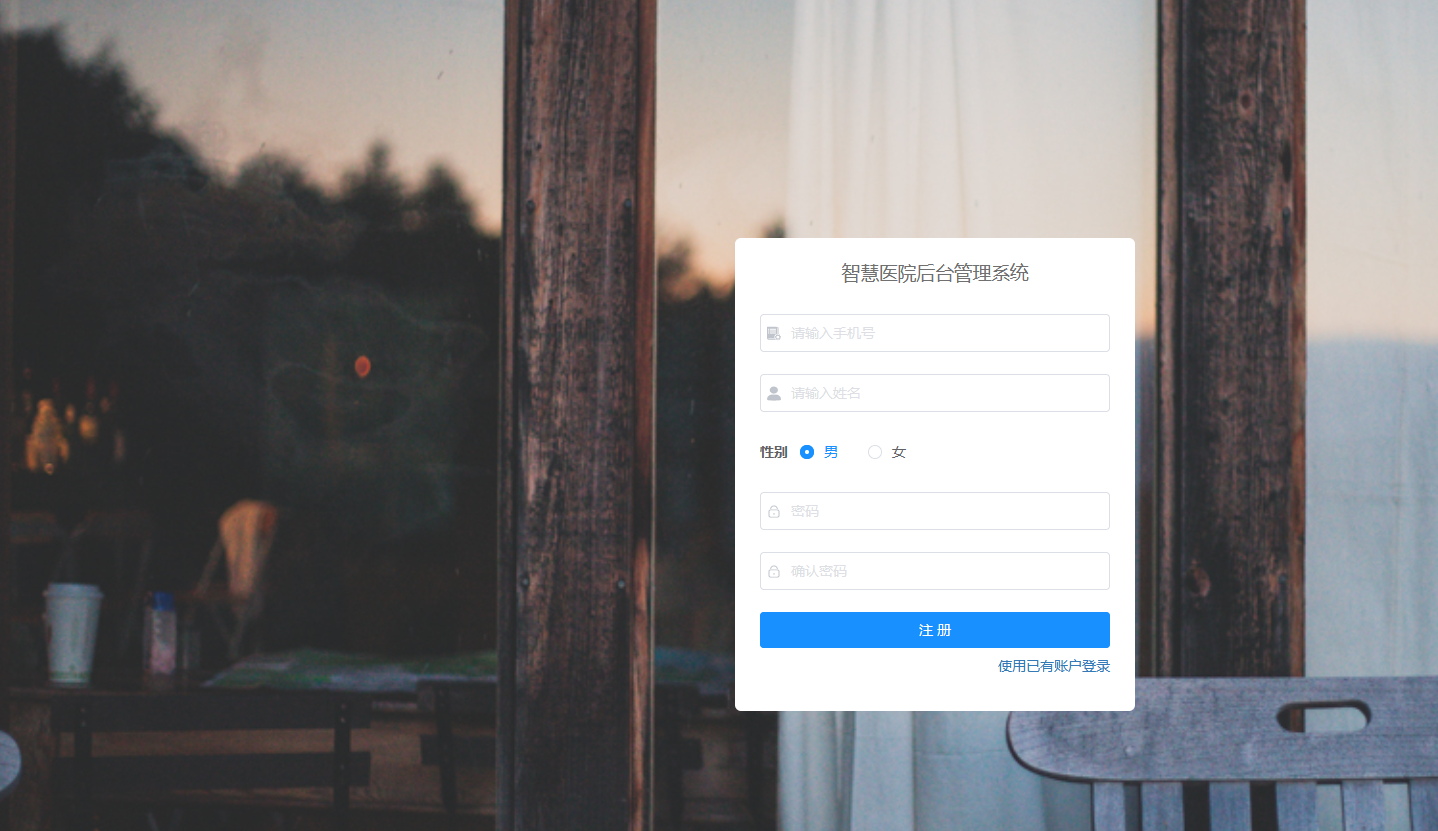 智慧医院后台管理系统
请输入手机号
请输入姓名
性别 男 女
密码
确认密码
注 册
使用已有账户登录